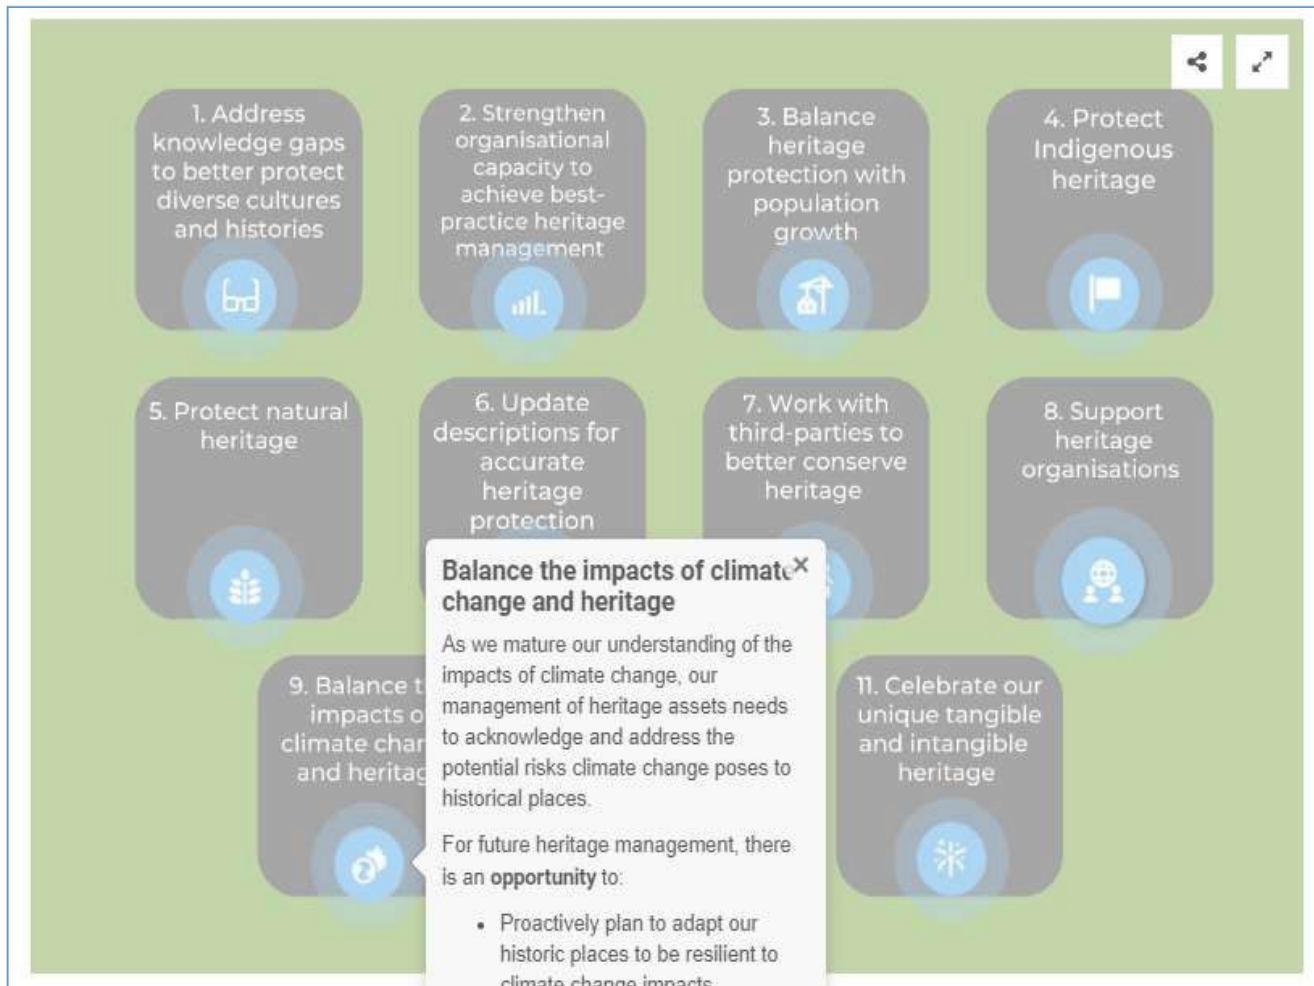 1. Address
knowledge gaps
to better protect
diverse cultures
and histories
2. Strengthen
organisational
capacity to
achieve best-
practice heritage
management
3. Balance
heritage
protection with
population
growth
4. Protect
Indigenous
heritage
5. Protect natural
heritage
6. Update
descriptions for
accurate
heritage
protection
7. Work with
third-parties to
better conserve
heritage
8. Support
heritage
organisations
9. Balance
impacts
climate
and
Balance the impacts of climate
change and heritage
As we mature our understanding of the
impacts of climate change, our
management of heritage assets needs
to acknowledge and address the
potential risks climate change poses to
historical places.
For future heritage management, there
is an opportunity to:
• Proactively plan to adapt our
historic places to be resilient to
climate change impacts
11. Celebrate our
unique tangible
and intangible
heritage